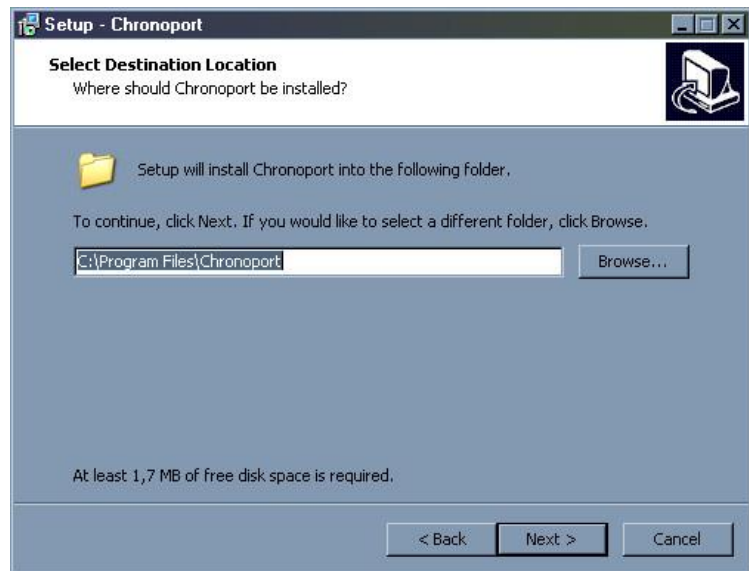 Setup - Chronoport
Select Destination Location
Where should Chronoport be installed?
Setup will install Chronoport into the following folder.
To continue, click Next. If you would like to select a different folder, click Browse.
C:\Program Files\Chronoport
Browse...
At least 1,7 MB of free disk space is required.
< Back
Next >
Cancel